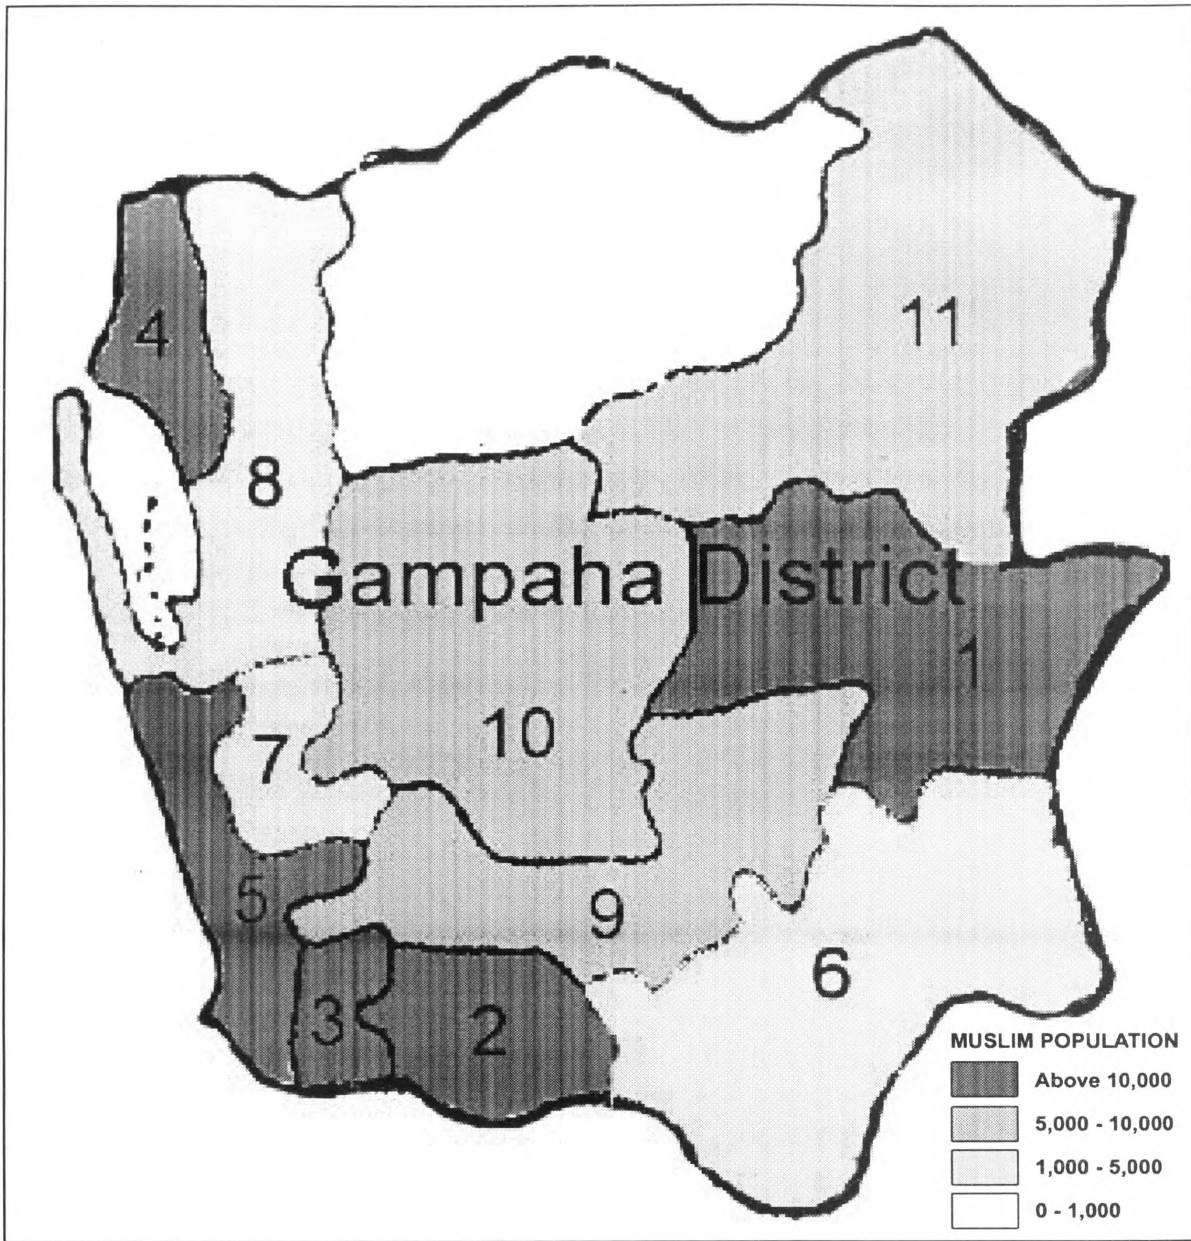 4
11
8
Gampaha District
1
10
7
5
9
6
3
2
MUSLIM POPULATION
Above 10,000
5,000 - 10,000
1,000 - 5,000
0 - 1,000